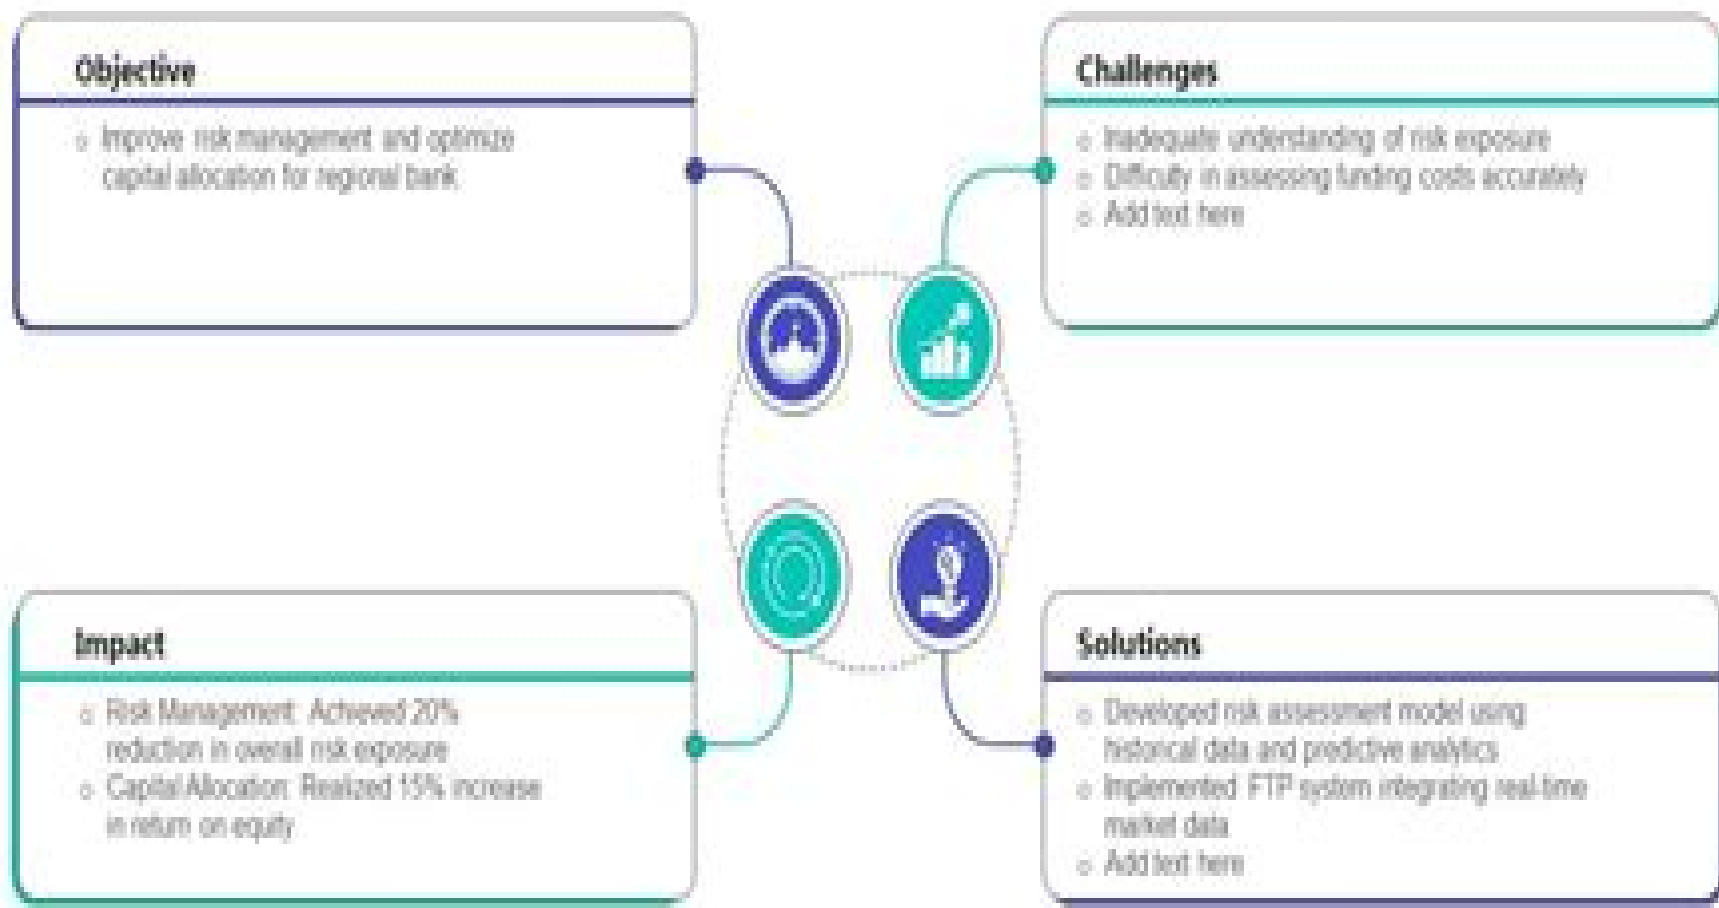 Objective
Improve risk management and optimize
capital allocation for regional bank
Challenges
Inadequate understanding of risk exposure
Difficulty in assessing funding costs accurately
Add text here
Impact
Risk Management: Achieved 20%
reduction in overall risk exposure
Capital Allocation: Realized 15% increase
in return on equity
Solutions
Developed risk assessment model using
historical data and predictive analytics
Implemented FTP system integrating real-time
market data
Add text here